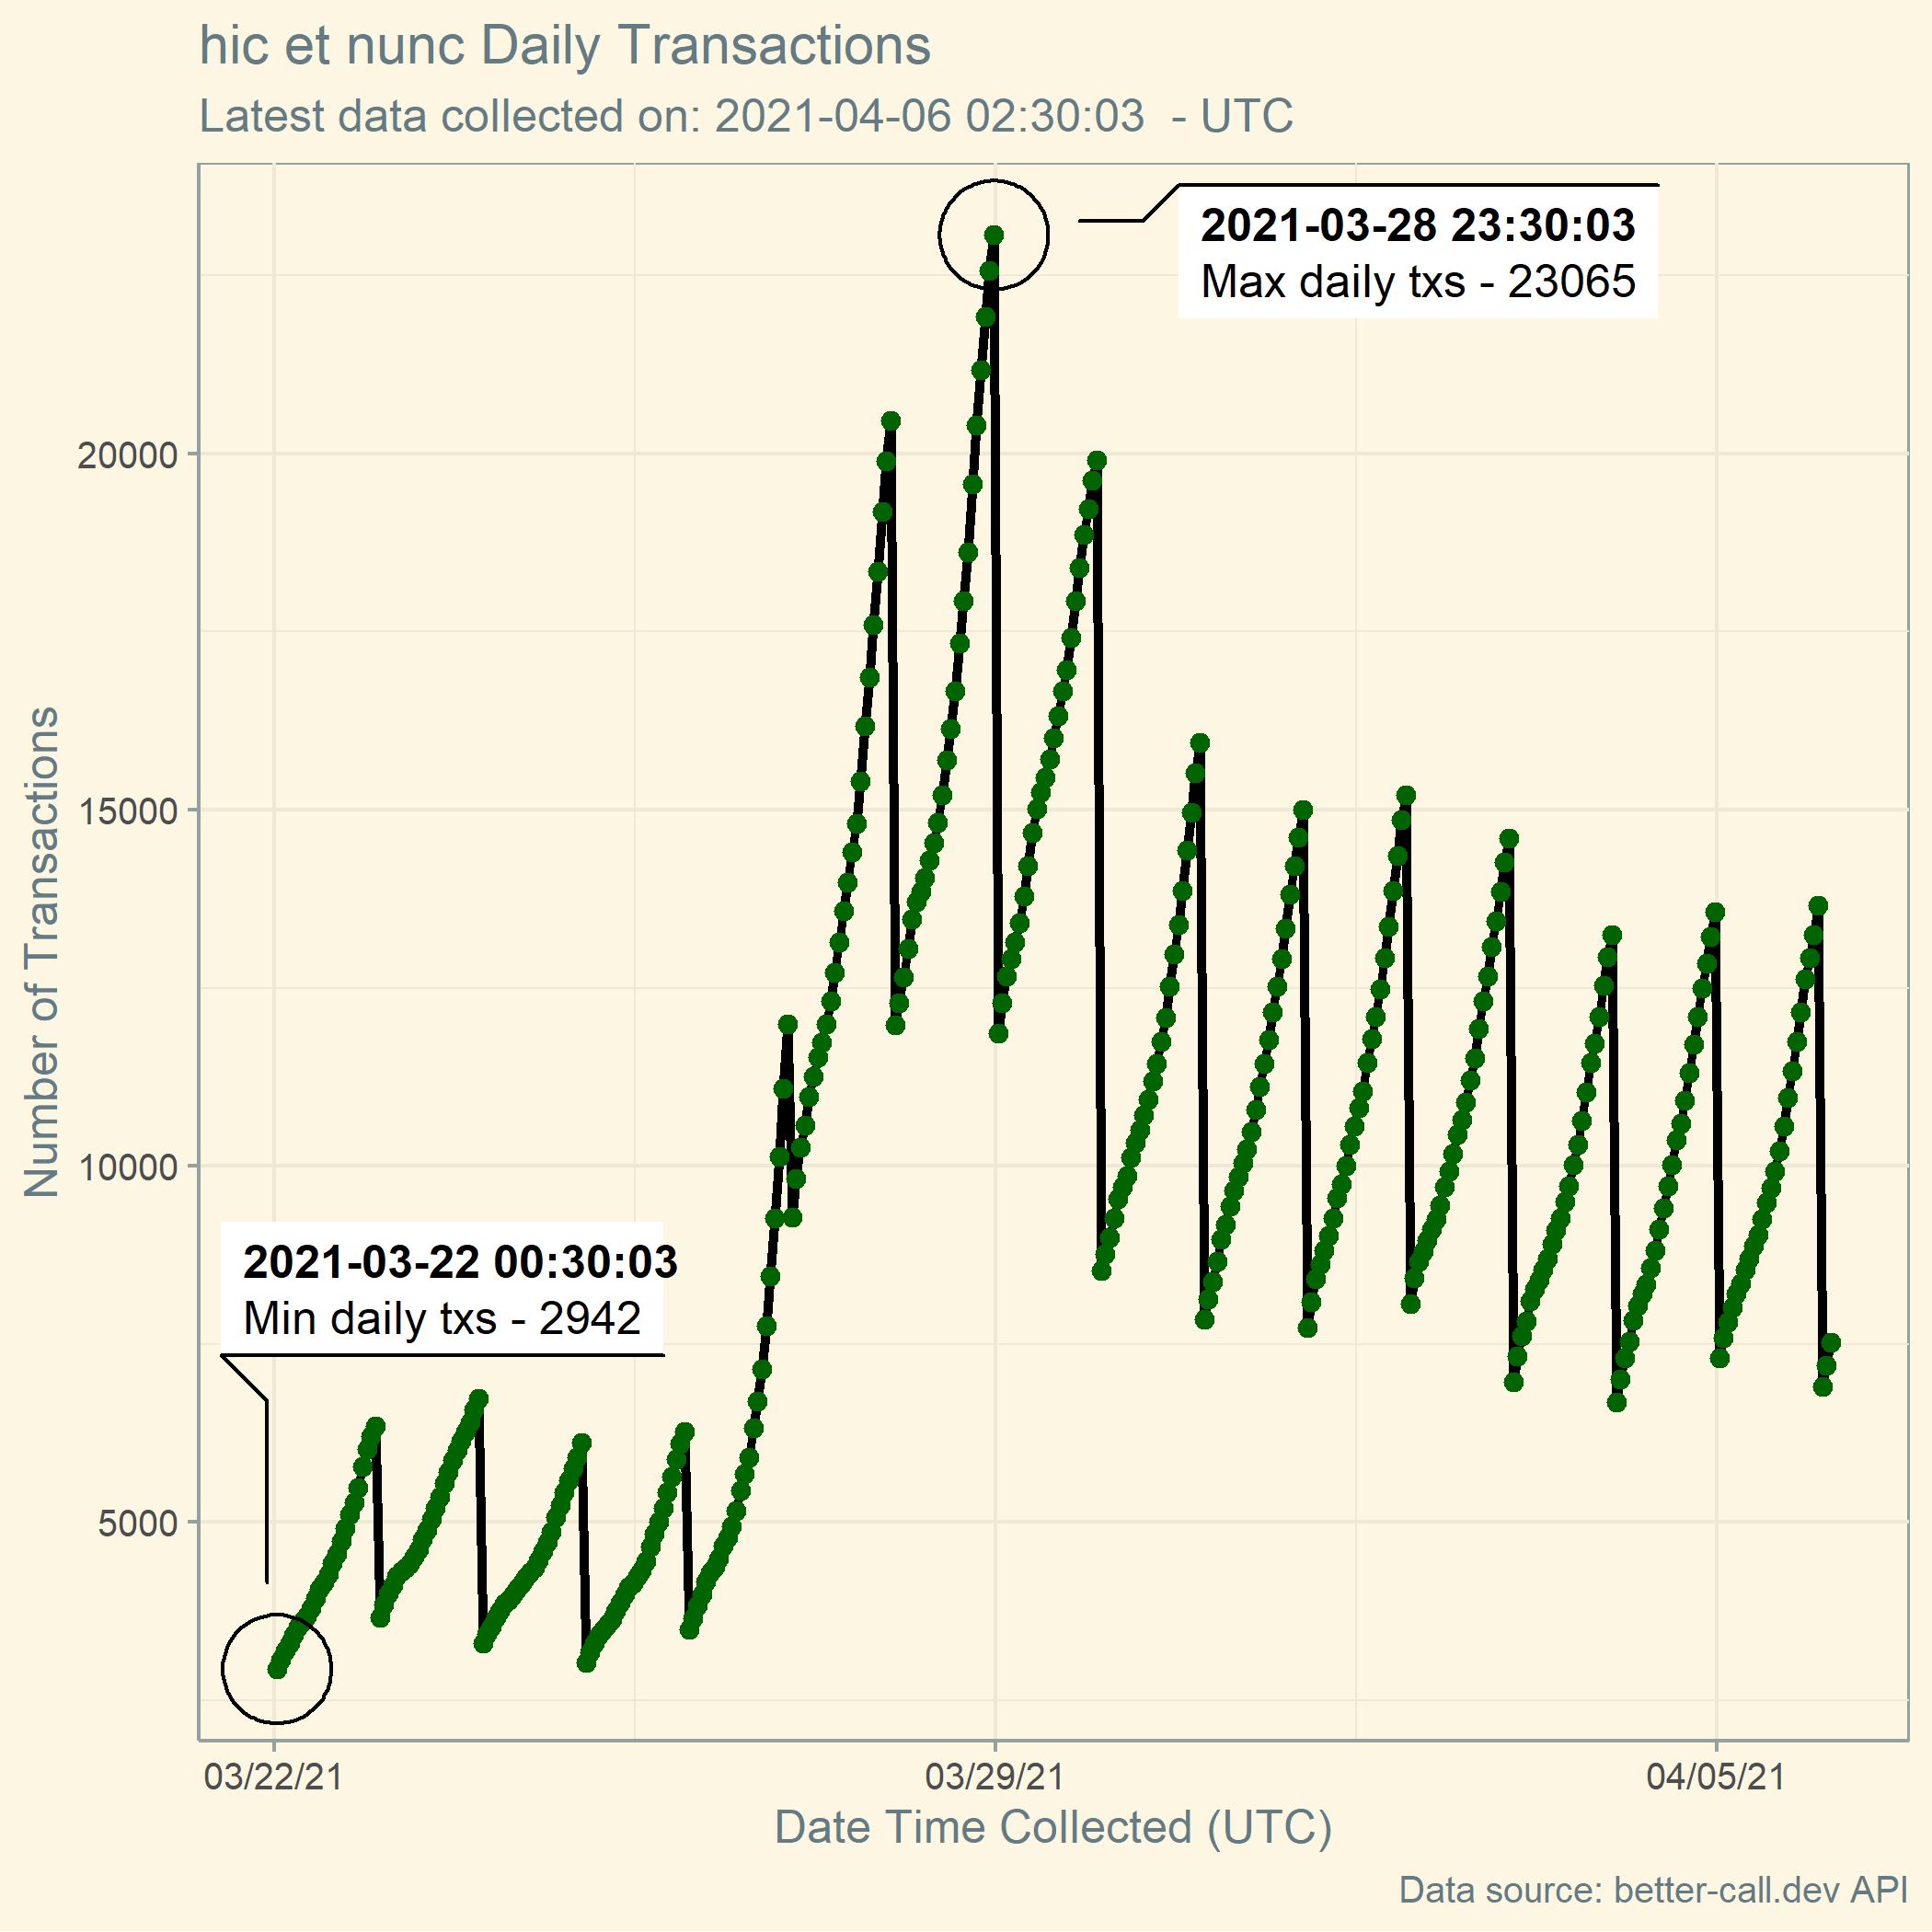 hic et nunc Daily Transactions
Latest data collected on: 2021-04-06 02:30:03  - UTC
2021-03-28 23:30:03
Max daily txs - 23065
20000
15000
10000
5000
Number of Transactions
2021-03-22 00:30:03
Min daily txs - 2942
03/22/21
03/29/21
04/05/21
Date Time Collected (UTC)
Data source: better-call.dev API